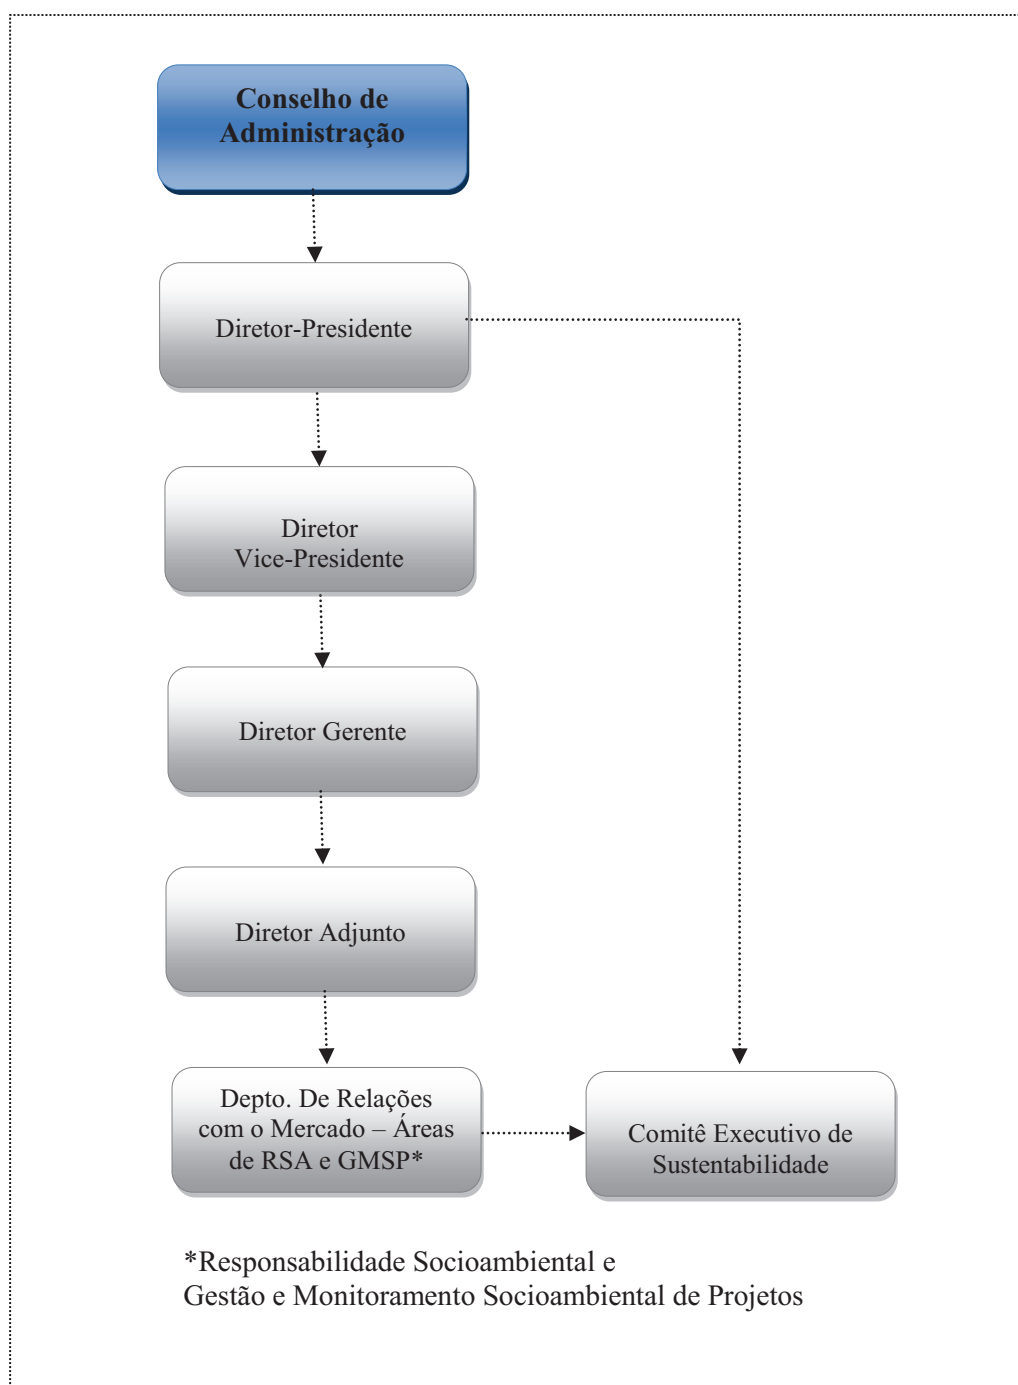 Conselho de
Administração
Diretor-Presidente
Diretor
Vice-Presidente
Diretor Gerente
Diretor Adjunto
Depto. De Relações
com o Mercado – Áreas
de RSA e GMSP*
Comitê Executivo de
Sustentabilidade
*Responsabilidade Socioambiental e
Gestão e Monitoramento Socioambiental de Projetos